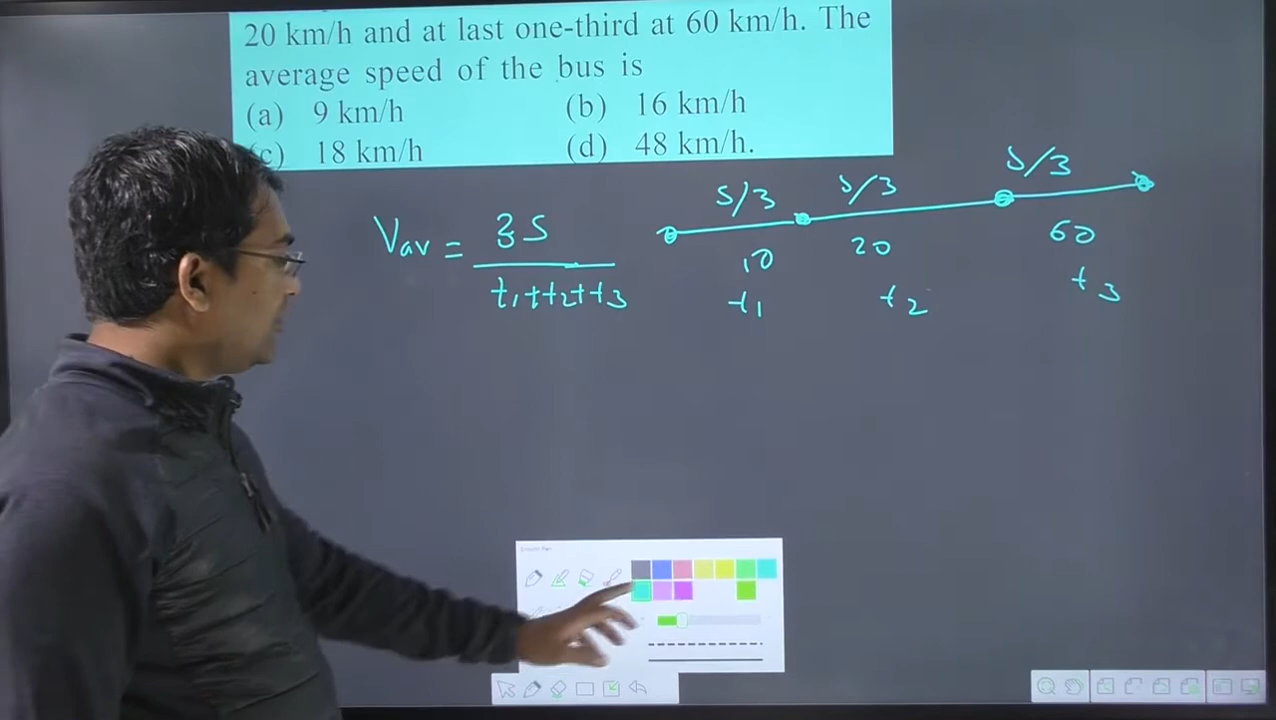 20 km/h and at last one-third at 60 km/h. The
average speed of the bus is
(a) 9 km/h (b) 16 km/h
c) 18 km/h (d) 48 km/h.
S/3 S/3 S/3
Vav = 3S / t1+t2+t3
10 20 60
t1 t2 t3